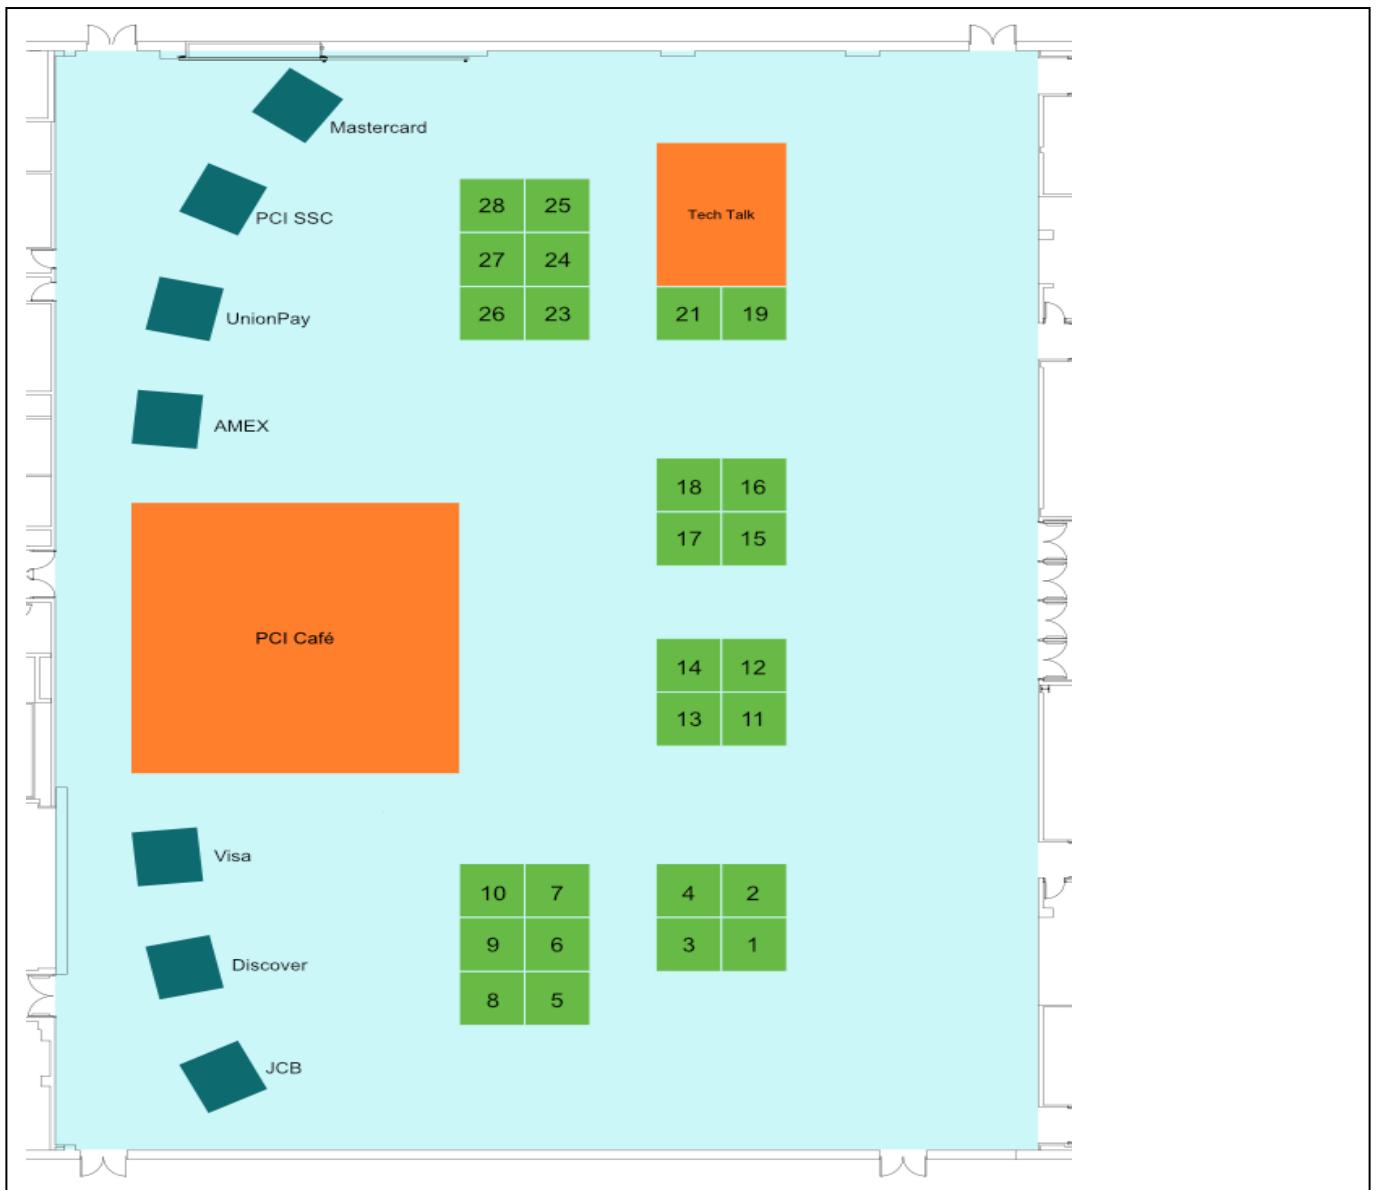 Mastercard
PCI SSC
28 25
Tech Talk
27 24
UnionPay
26 23
21 19
AMEX
18 16
17 15
PCI Café
14 12
13 11
Visa
10 7
4 2
9 6
3 1
Discover
8 5
JCB